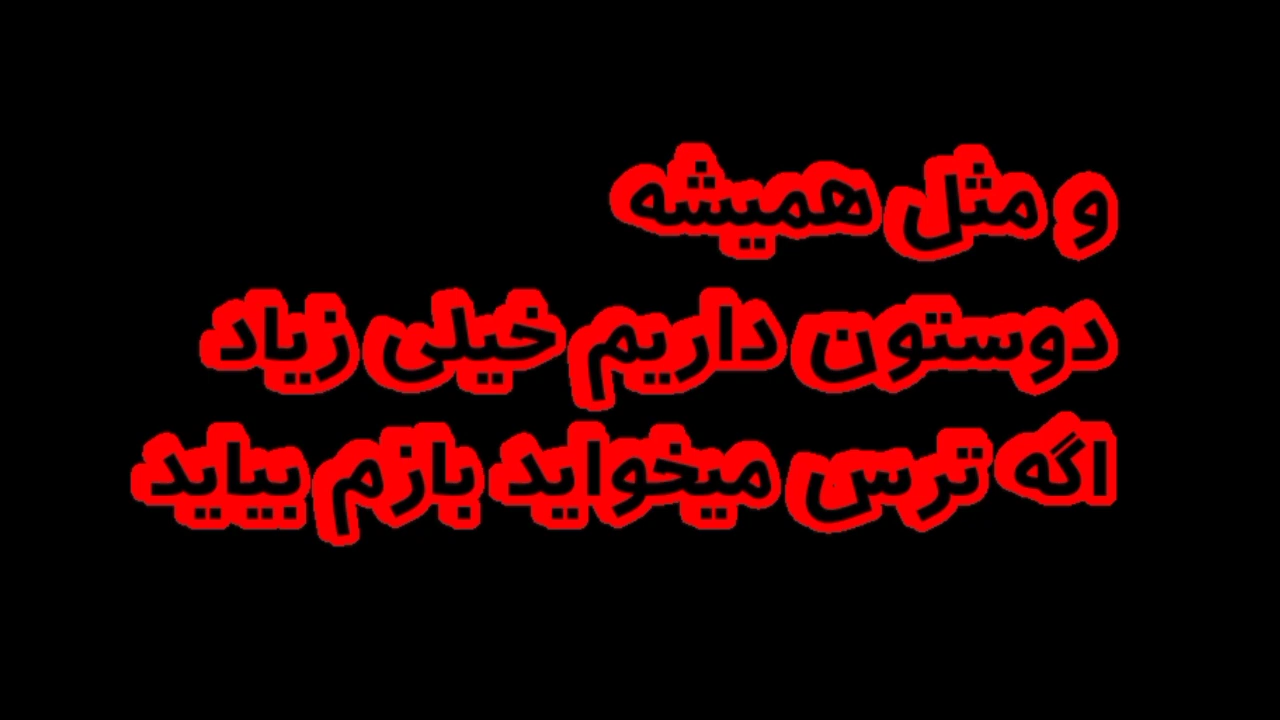 و مثل همیشه
دوستون داریم خیلی زیاد
اگه ترس میخواید بازم بیاید